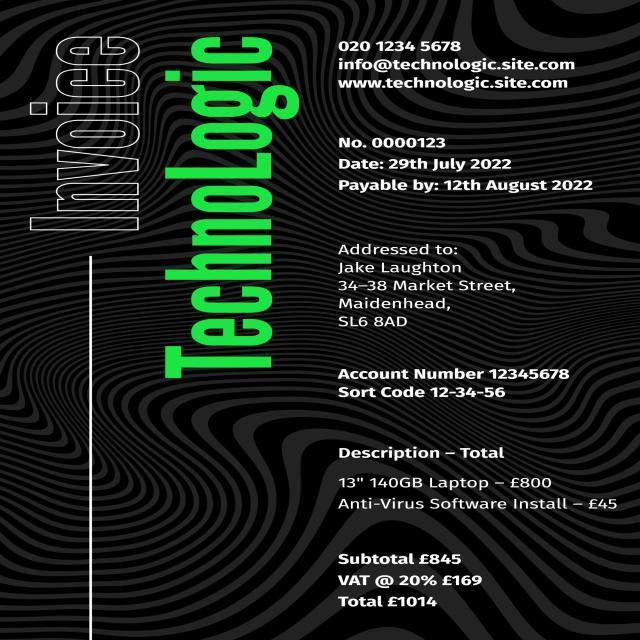 Invoice
TechnoLogic
020 1234 5678
info@technologic.site.com
www.technologic.site.com
No. 0000123
Date: 29th July 2022
Payable by: 12th August 2022
Addressed to:
Jake Laughton
34–38 Market Street,
Maidenhead,
SL6 8AD
Account Number 12345678
Sort Code 12-34-56
Description – Total
13" 140GB Laptop – £800
Anti-Virus Software Install – £45
Subtotal £845
VAT @ 20% £169
Total £1014